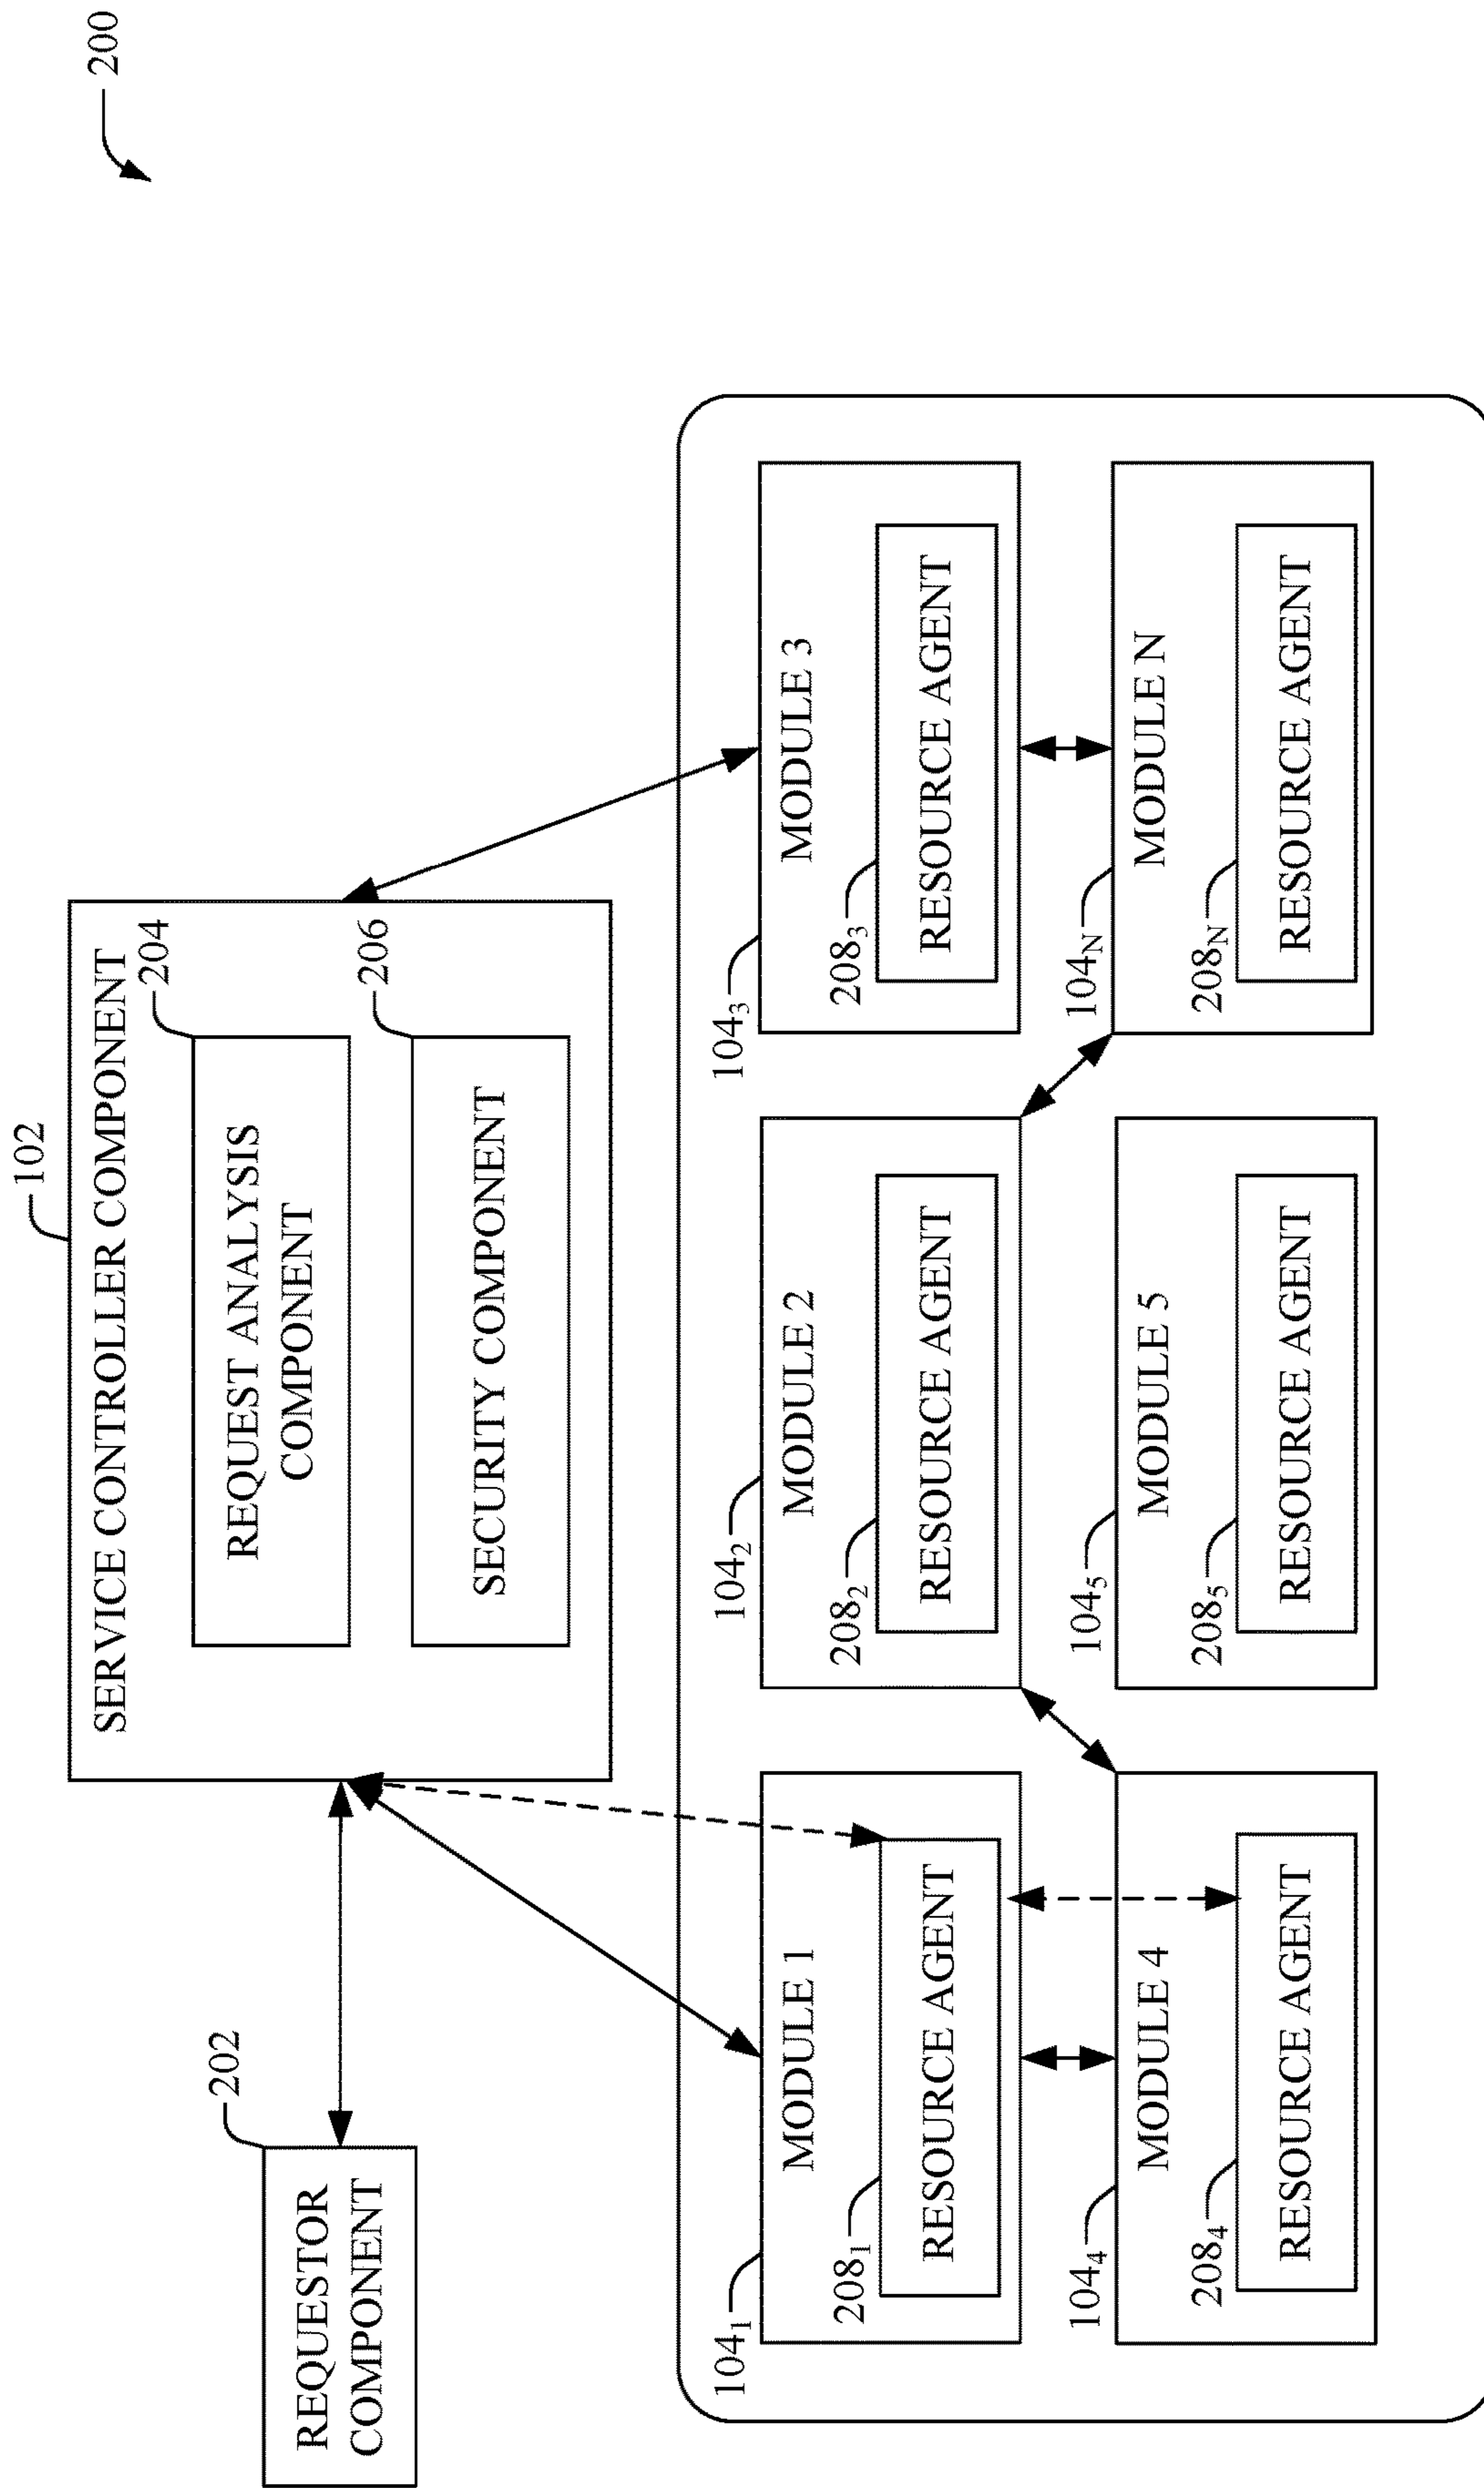 200
102
SERVICE CONTROLLER COMPONENT
204
REQUEST ANALYSIS
COMPONENT
206
SECURITY COMPONENT
202
REQUESTOR
COMPONENT
104₁
MODULE 1
208₁
RESOURCE AGENT
104₂
MODULE 2
208₂
RESOURCE AGENT
104₃
MODULE 3
208₃
RESOURCE AGENT
104₄
MODULE 4
208₄
RESOURCE AGENT
104₅
MODULE 5
208₅
RESOURCE AGENT
104N
MODULE N
208N
RESOURCE AGENT